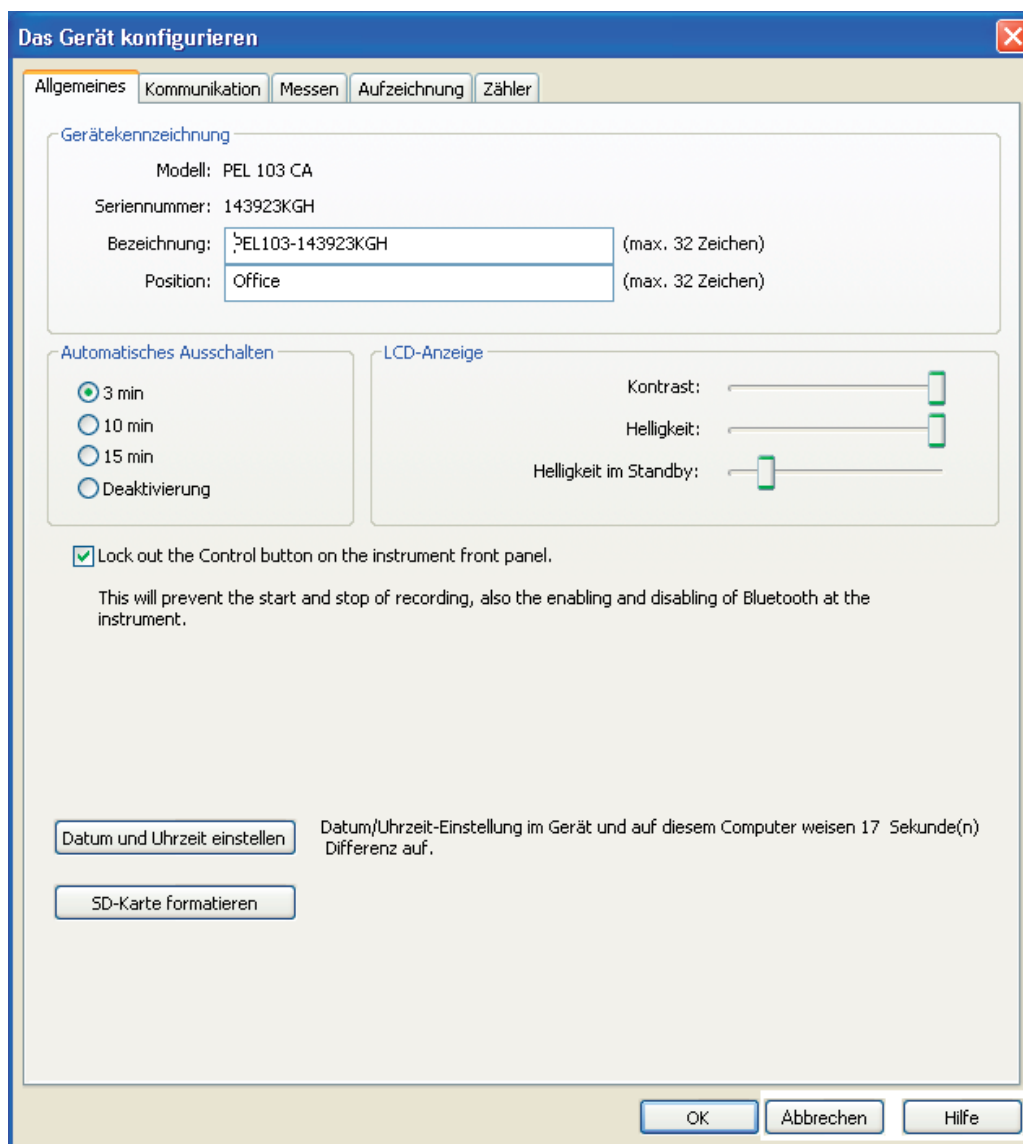 Das Gerät konfigurieren
Allgemeines Kommunikation Messen Aufzeichnung Zähler
Gerätekennzeichnung
Modell: PEL 103 CA
Seriennummer: 143923KGH
Bezeichnung: PEL103-143923KGH (max. 32 Zeichen)
Position: Office (max. 32 Zeichen)
Automatisches Ausschalten
3 min
10 min
15 min
Deaktivierung
LCD-Anzeige
Kontrast:
Helligkeit:
Helligkeit im Standby:
Lock out the Control button on the instrument front panel.
This will prevent the start and stop of recording, also the enabling and disabling of Bluetooth at the
instrument.
Datum und Uhrzeit einstellen
Datum/Uhrzeit-Einstellung im Gerät und auf diesem Computer weisen 17 Sekunde(n)
Differenz auf.
SD-Karte formatieren
OK Abbrechen Hilfe